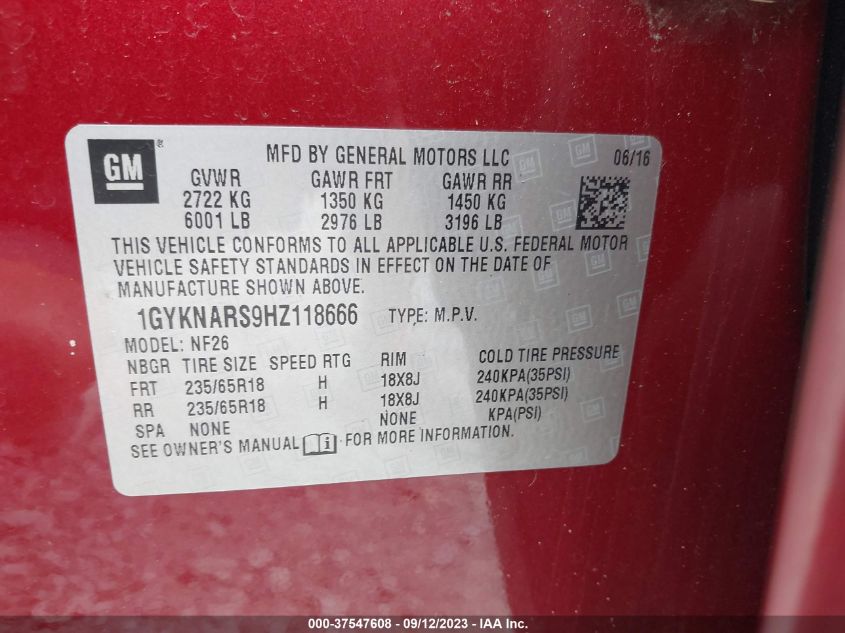 GM ®
MFD BY GENERAL MOTORS LLC 06/16
GVWR GAWR FRT GAWR RR
2722 KG 1350 KG 1450 KG
6001 LB 2976 LB 3196 LB
THIS VEHICLE CONFORMS TO ALL APPLICABLE U.S. FEDERAL MOTOR
VEHICLE SAFETY STANDARDS IN EFFECT ON THE DATE OF
MANUFACTURE SHOWN ABOVE.
1GYKNARS9HZ118666 TYPE: M.P.V.
MODEL: NF26
NBGR TIRE SIZE SPEED RTG RIM COLD TIRE PRESSURE
FRT 235/65R18 H 18X8J 240KPA(35PSI)
RR 235/65R18 H 18X8J 240KPA(35PSI)
SPA NONE NONE KPA(PSI)
SEE OWNER'S MANUAL i FOR MORE INFORMATION.
000-37547608 - 09/12/2023 - IAA Inc.